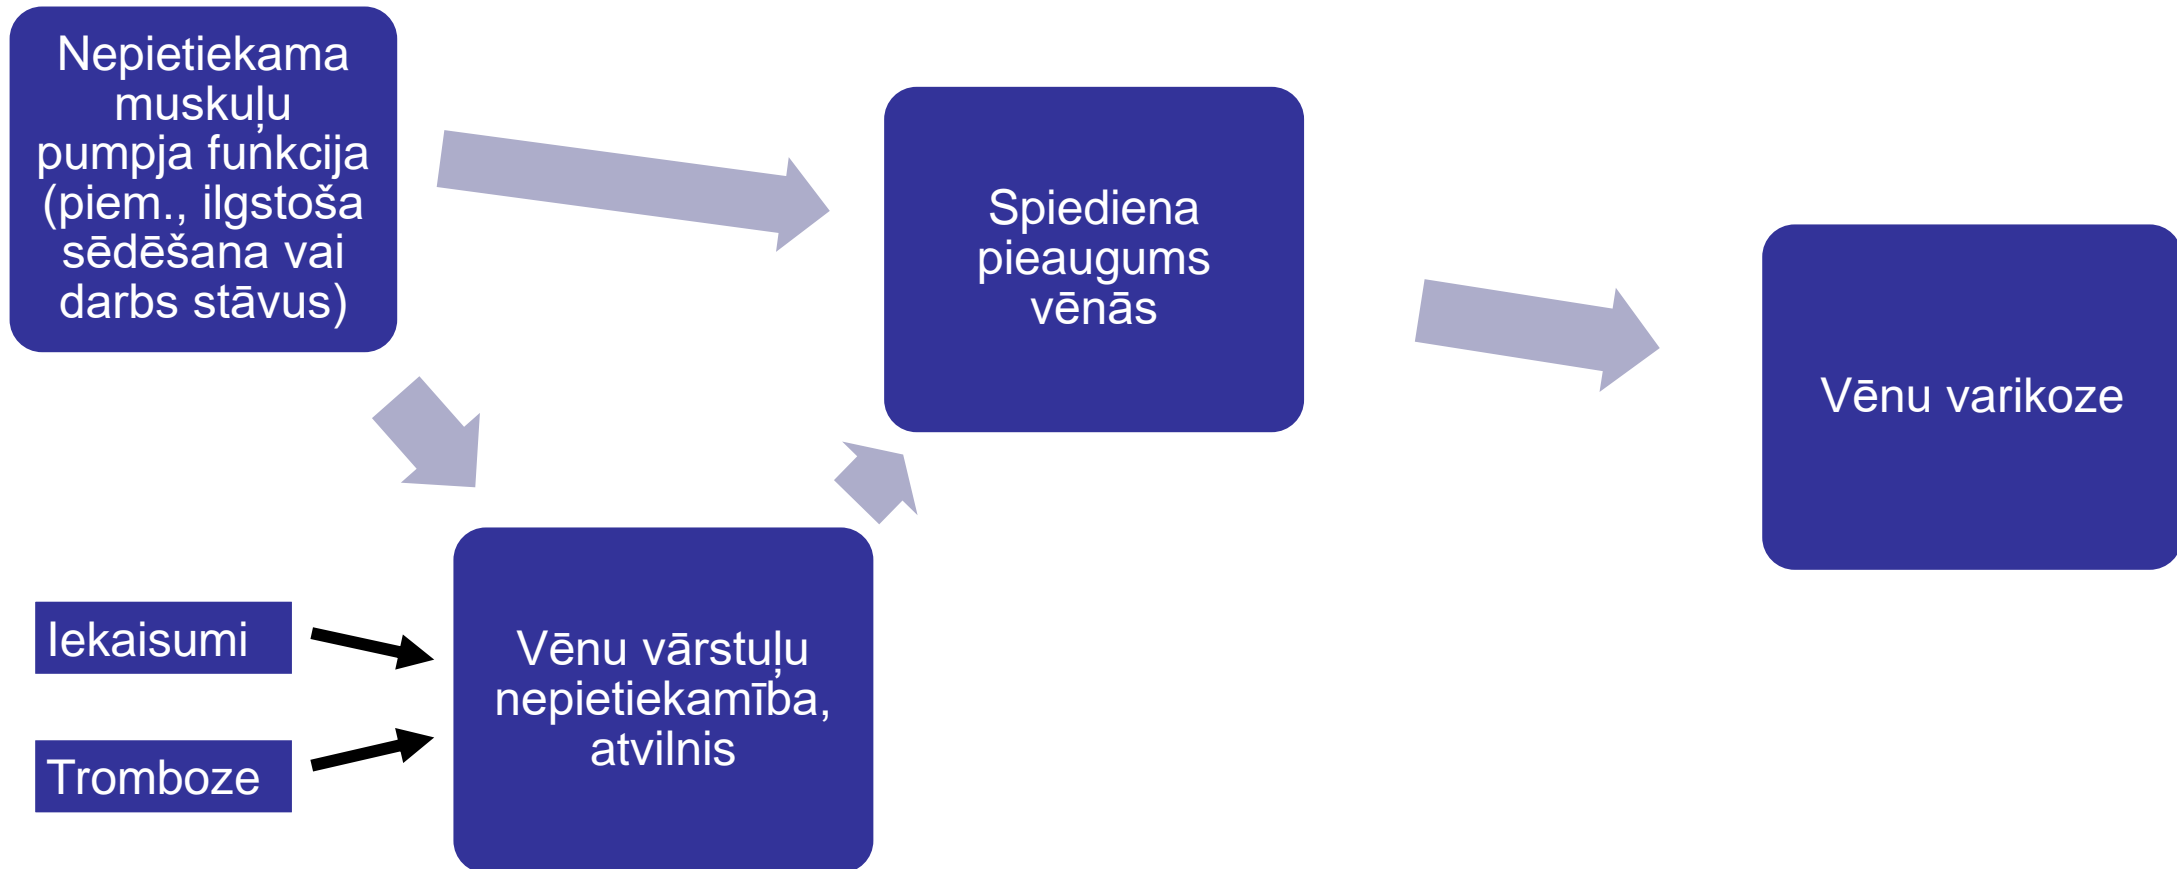 Nepietiekama
muskuļu
pumpja funkcija
(piem., ilgstoša
sēdēšana vai
darbs stāvus)
Spiediena
pieaugums
vēnās
Vēnu varikoze
Iekaisumi
Tromboze
Vēnu vārstuļu
nepietiekamība,
atvilnis